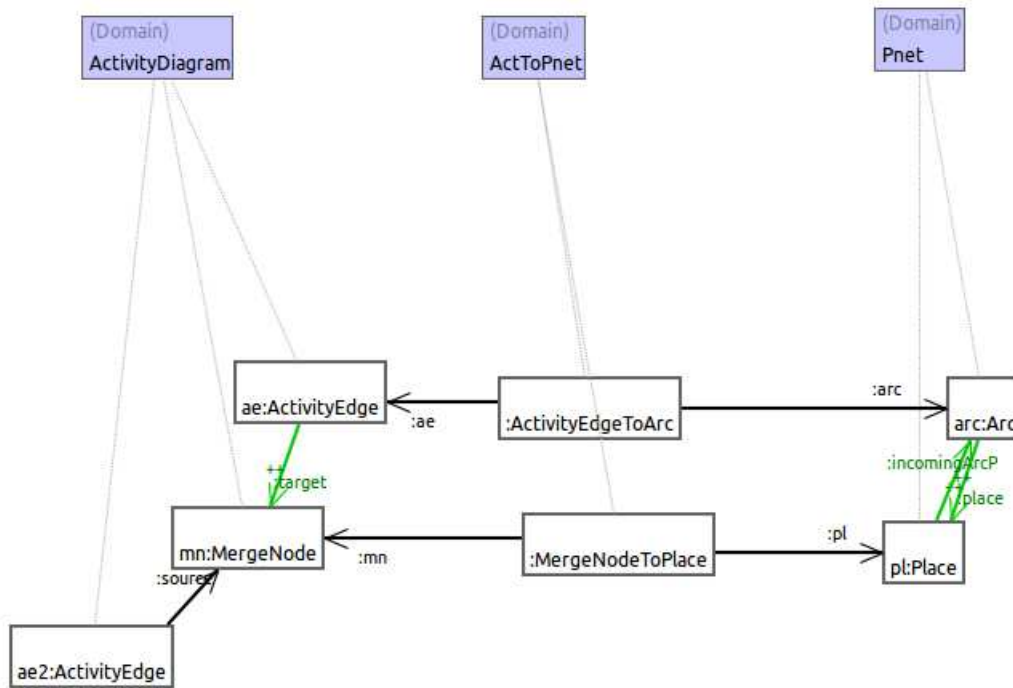 (Domain)
ActivityDiagram
(Domain)
ActToPnet
(Domain)
Pnet
ae:ActivityEdge
:ae
:ActivityEdgeToArc
:arc
arc:Arc
++
:target
:incomingArcP
++
++
:place
mn:MergeNode
:mn
:MergeNodeToPlace
:pl
pl:Place
:source
ae2:ActivityEdge